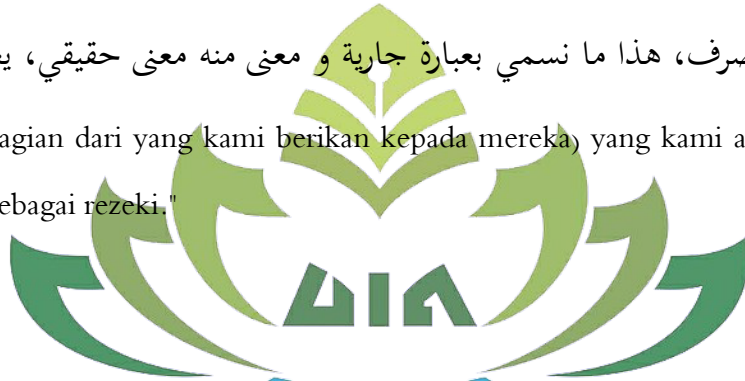 صرف، هذا ما نسمي بعبارة جارية و معنى منه معنى حقيقي،
agian dari yang kami berikan kepada mereka, yang kami a
ebagai rezeki."
UIN